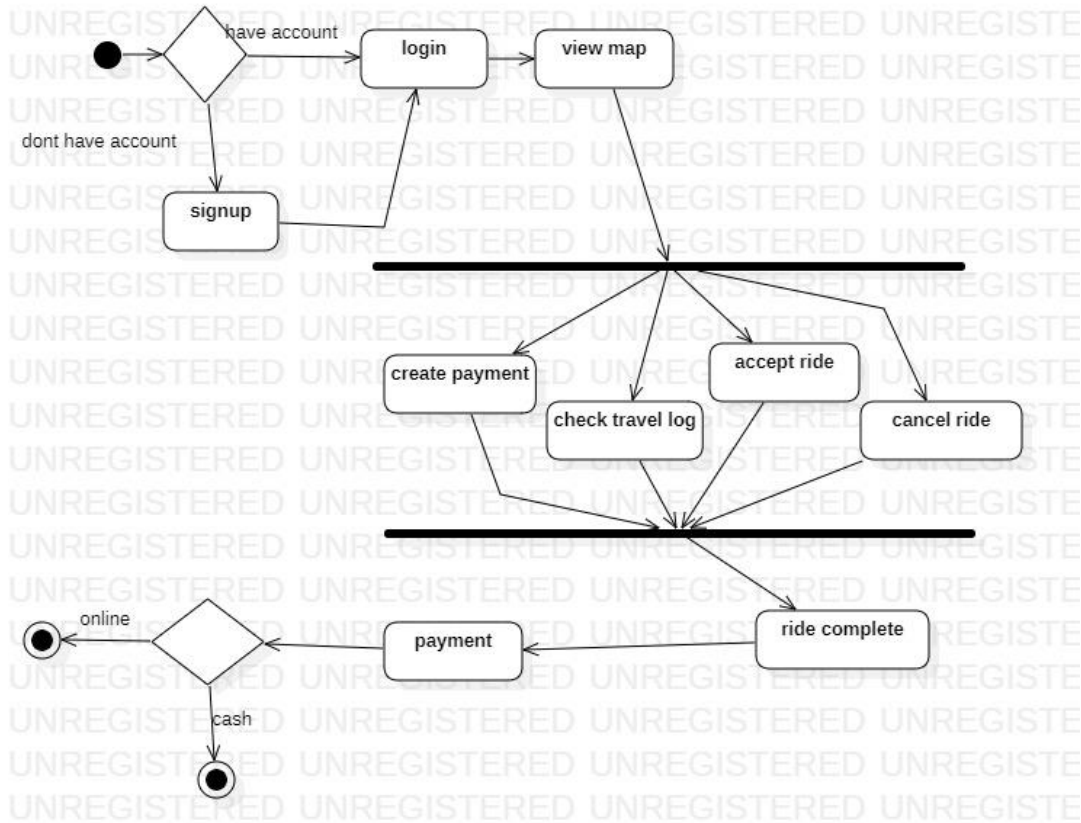 have account
login
view map
dont have account
signup
create payment
check travel log
accept ride
cancel ride
ride complete
payment
online
cash
UNREGISTERED